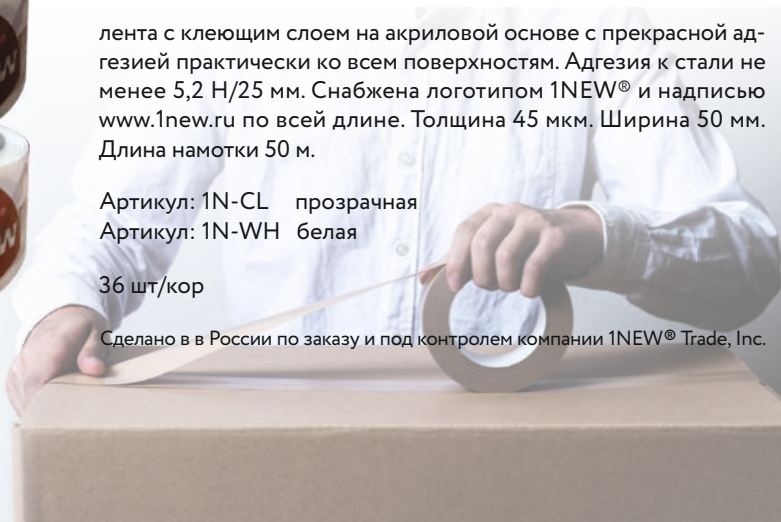 лента с клеющим слоем на акриловой основе с прекрасной ад-
гезией практически ко всем поверхностям. Адгезия к стали не
менее 5,2 Н/25 мм. Снабжена логотипом 1NEW® и надписью
www.1new.ru по всей длине. Толщина 45 мкм. Ширина 50 мм.
Длина намотки 50 м.
Артикул: 1N-CL прозрачная
Артикул: 1N-WH белая
36 шт/кор
Сделано в в России по заказу и под контролем компании 1NEW® Trade, Inc.